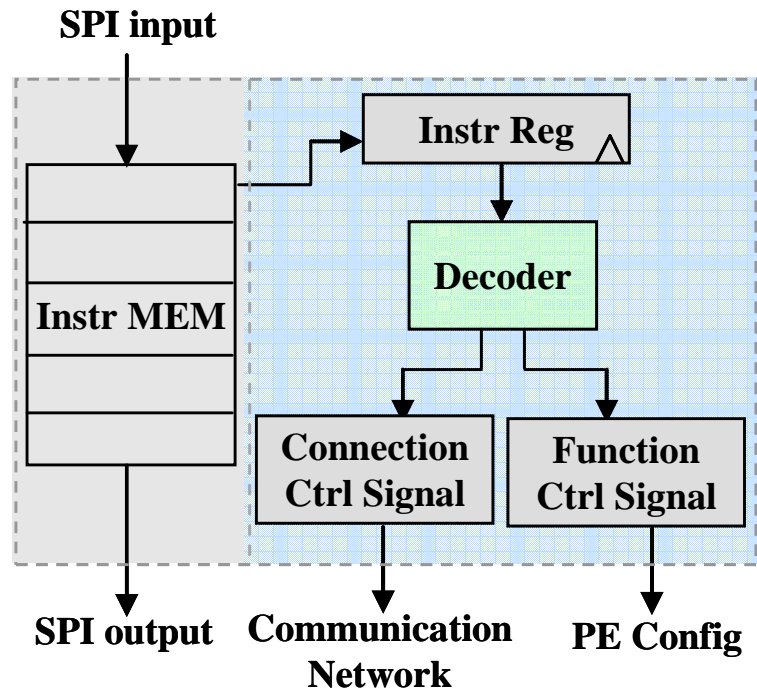 SPI input
Instr Reg
Decoder
Instr MEM
Connection
Ctrl Signal
Function
Ctrl Signal
SPI output
Communication
Network
PE Config